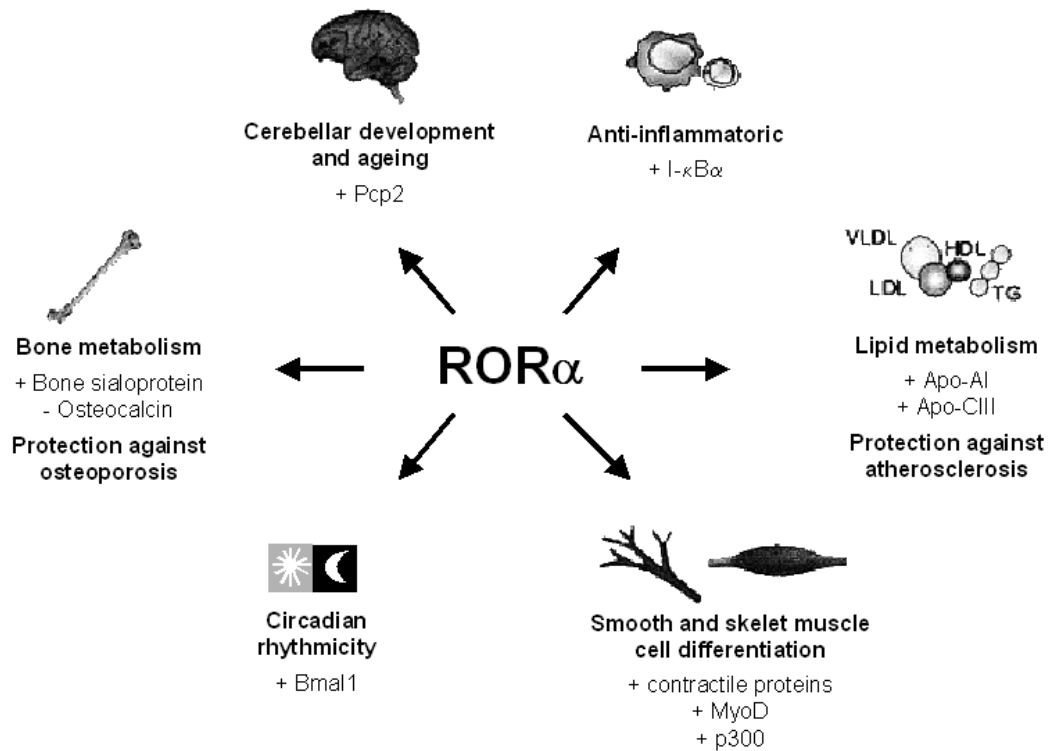 Cerebellar development
and ageing
+ Pcp2
Anti-inflammatoric
+ I-κBα
VLDL
HDL
LDL
TG
Bone metabolism
+ Bone sialoprotein
- Osteocalcin
Protection against
osteoporosis
RORα
Lipid metabolism
+ Apo-AI
+ Apo-CIII
Protection against
atherosclerosis
Circadian
rhythmicity
+ Bmal1
Smooth and skelet muscle
cell differentiation
+ contractile proteins
+ MyoD
+ p300